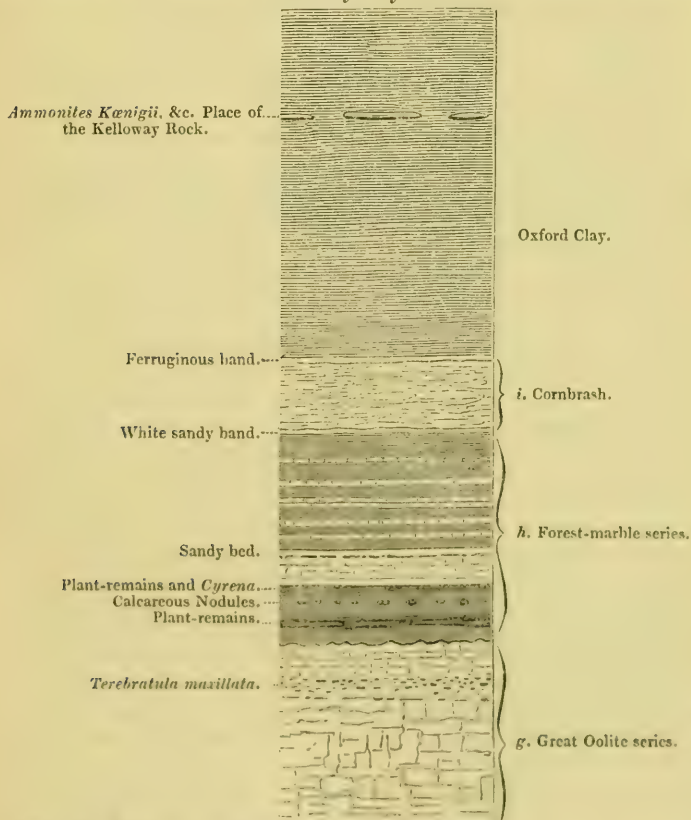 Ammonites Kœnigii, &c. Place of....
the Kelloway Rock.
Oxford Clay.
Ferruginous band.
i. Cornbrash.
White sandy band.
h. Forest-marble series.
Sandy bed.
Plant-remains and Cyrena.
Calcareous Nodules.
Plant-remains.
Terebratula maxillata.
g. Great Oolite series.